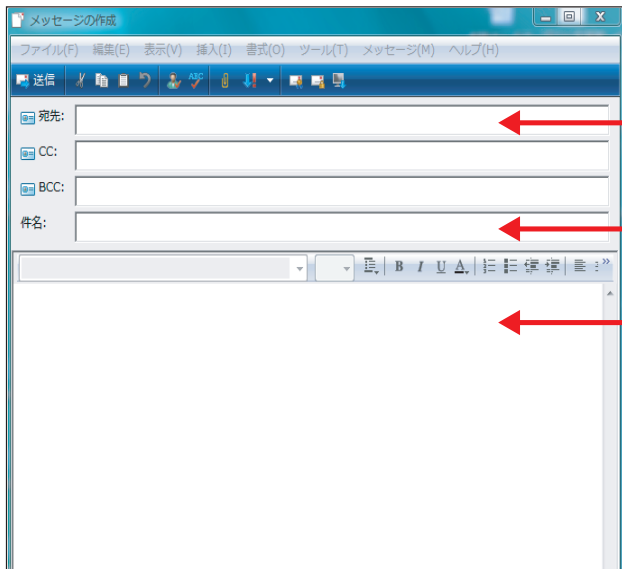 メッセージの作成
ファイル(F) 編集(E) 表示(V) 挿入(I) 書式(O) ツール(T) メッセージ(M) ヘルプ(H)
送信 ABC
宛先:
CC:
BCC:
件名:
B I U A